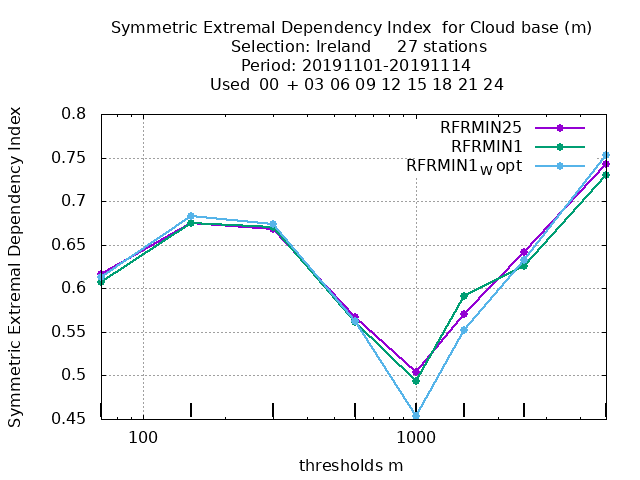 Symmetric Extremal Dependency Index  for Cloud base (m)
Selection: Ireland     27 stations
Period: 20191101-20191114
Used  00 + 03 06 09 12 15 18 21 24
Symmetric Extremal Dependency Index
0.8
0.75
0.7
0.65
0.6
0.55
0.5
0.45
RFRMIN25
RFRMIN1
RFRMIN1W opt
100
1000
thresholds m